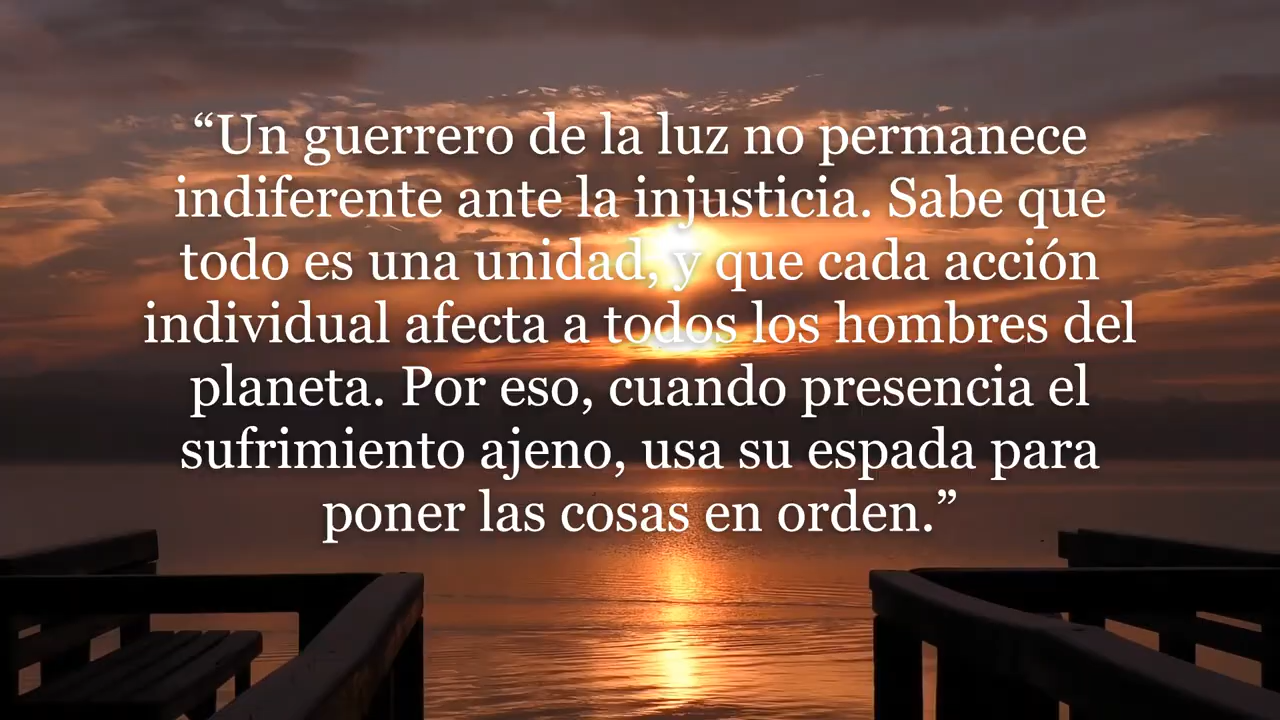 “Un guerrero de la luz no permanece
indiferente ante la injusticia. Sabe que
todo es una unidad, y que cada acción
individual afecta a todos los hombres del
planeta. Por eso, cuando presencia el
sufrimiento ajeno, usa su espada para
poner las cosas en orden.”